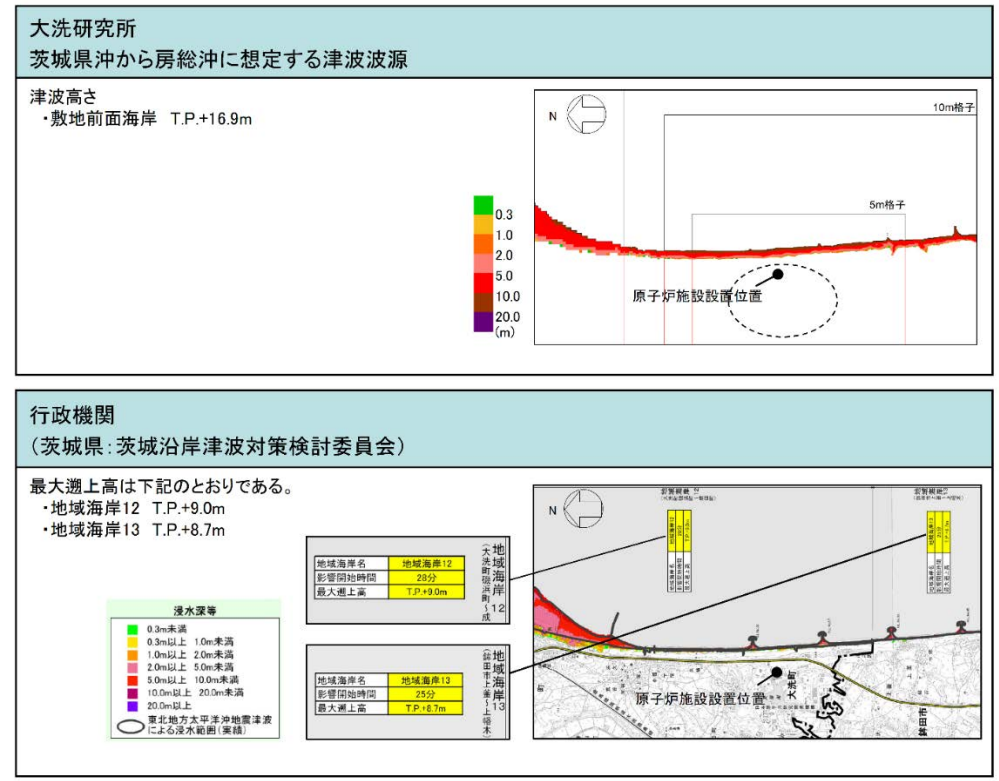 大洗研究所
茨城県沖から房総沖に想定する津波波源
津波高さ
・敷地前面海岸 T.P.+16.9m
N
10m格子
5m格子
0.3
1.0
2.0
5.0
10.0
20.0
(m)
原子炉施設設置位置
行政機関
(茨城県:茨城沿岸津波対策検討委員会)
最大遡上高は下記のとおりである。
・地域海岸12 T.P.+9.0m
・地域海岸13 T.P.+8.7m
地域海岸名 地域海岸12
影響開始時間 28分
最大遡上高 T.P.+9.0m
地域海岸12
(大洗町磯浜町~成
地域海岸名 地域海岸13
影響開始時間 25分
最大遡上高 T.P.+8.7m
地域海岸13
浸水深等
0.3m未満
0.3m以上 1.0m未満
1.0m以上 2.0m未満
2.0m以上 5.0m未満
5.0m以上 10.0m未満
10.0m以上 20.0m未満
20.0m以上
東北地方太平洋沖地震津波
による浸水範囲(実績)
N
原子炉施設設置位置
大洗町
鉾田市